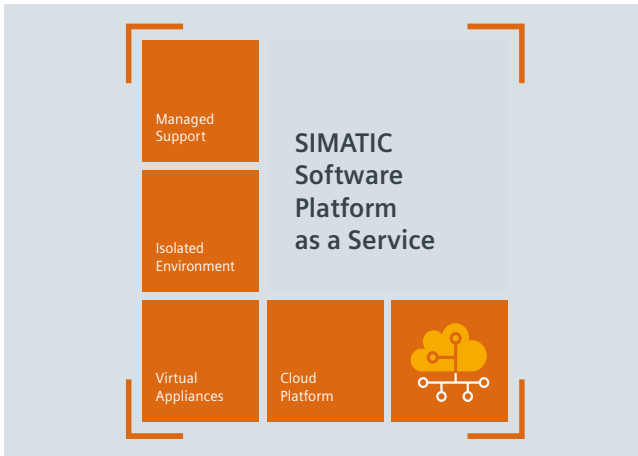 Managed
Support
SIMATIC
Software
Platform
as a Service
Isolated
Environment
Virtual
Appliances
Cloud
Platform